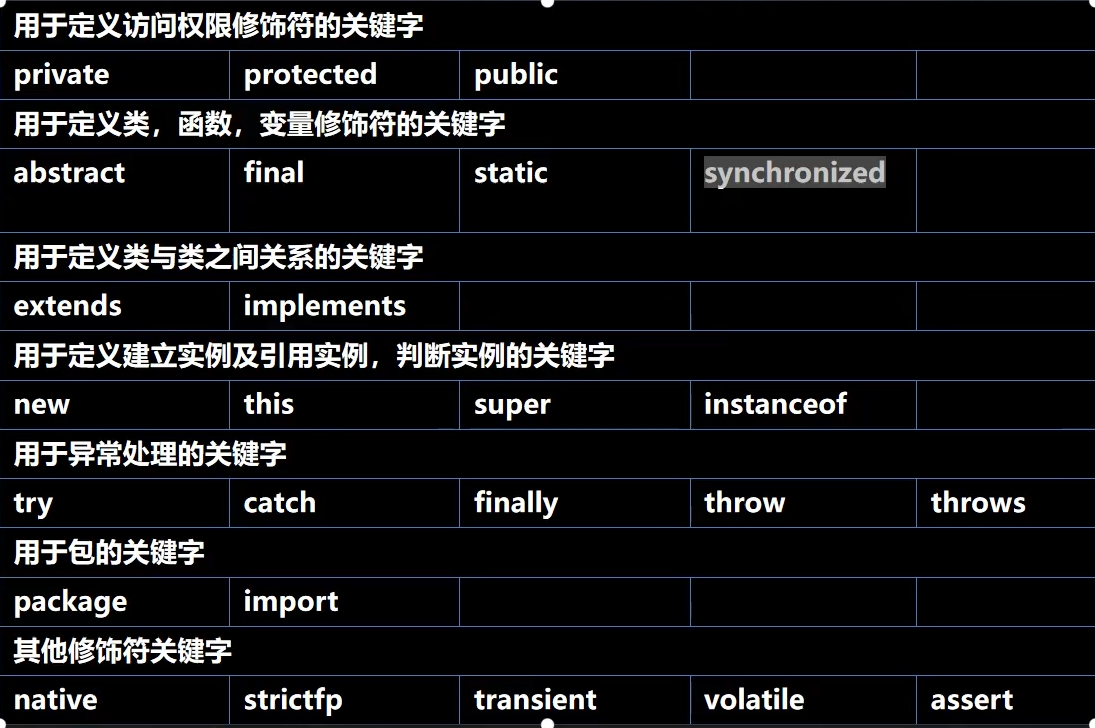 用于定义访问权限修饰符的关键字
private protected public
用于定义类，函数，变量修饰符的关键字
abstract final static synchronized
用于定义类与类之间关系的关键字
extends implements
用于定义建立实例及引用实例，判断实例的关键字
new this super instanceof
用于异常处理的关键字
try catch finally throw throws
用于包的关键字
package import
其他修饰符关键字
native strictfp transient volatile assert